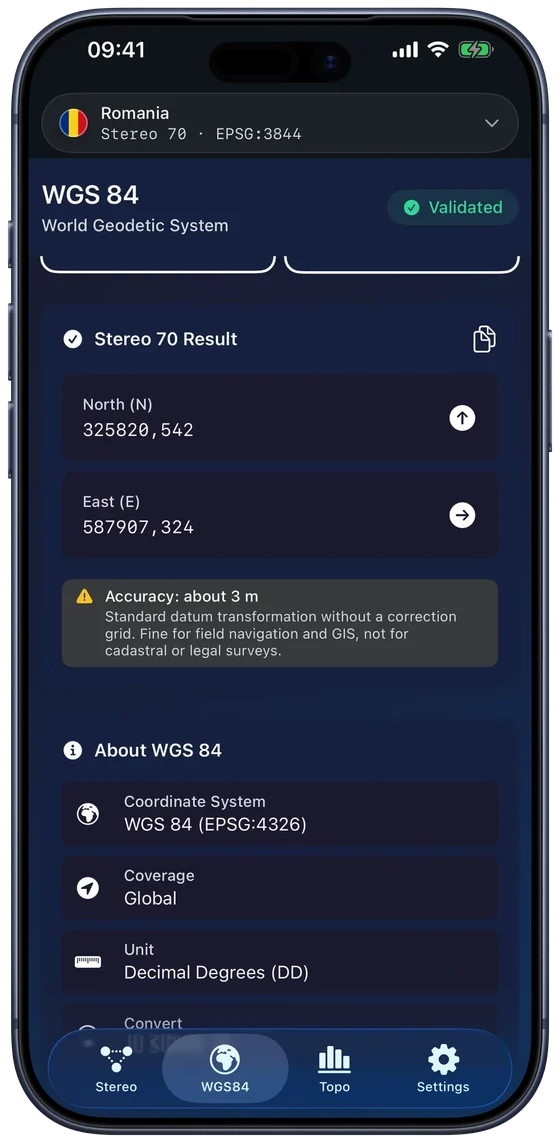 09:41
Romania
Stereo 70 · EPSG:3844
WGS 84
World Geodetic System
Validated
Stereo 70 Result
North (N)
325820,542
East (E)
587907,324
Accuracy: about 3 m
Standard datum transformation without a correction
grid. Fine for field navigation and GIS, not for
cadastral or legal surveys.
About WGS 84
Coordinate System
WGS 84 (EPSG:4326)
Coverage
Global
Unit
Decimal Degrees (DD)
Convert
Stereo
WGS84
Topo
Settings